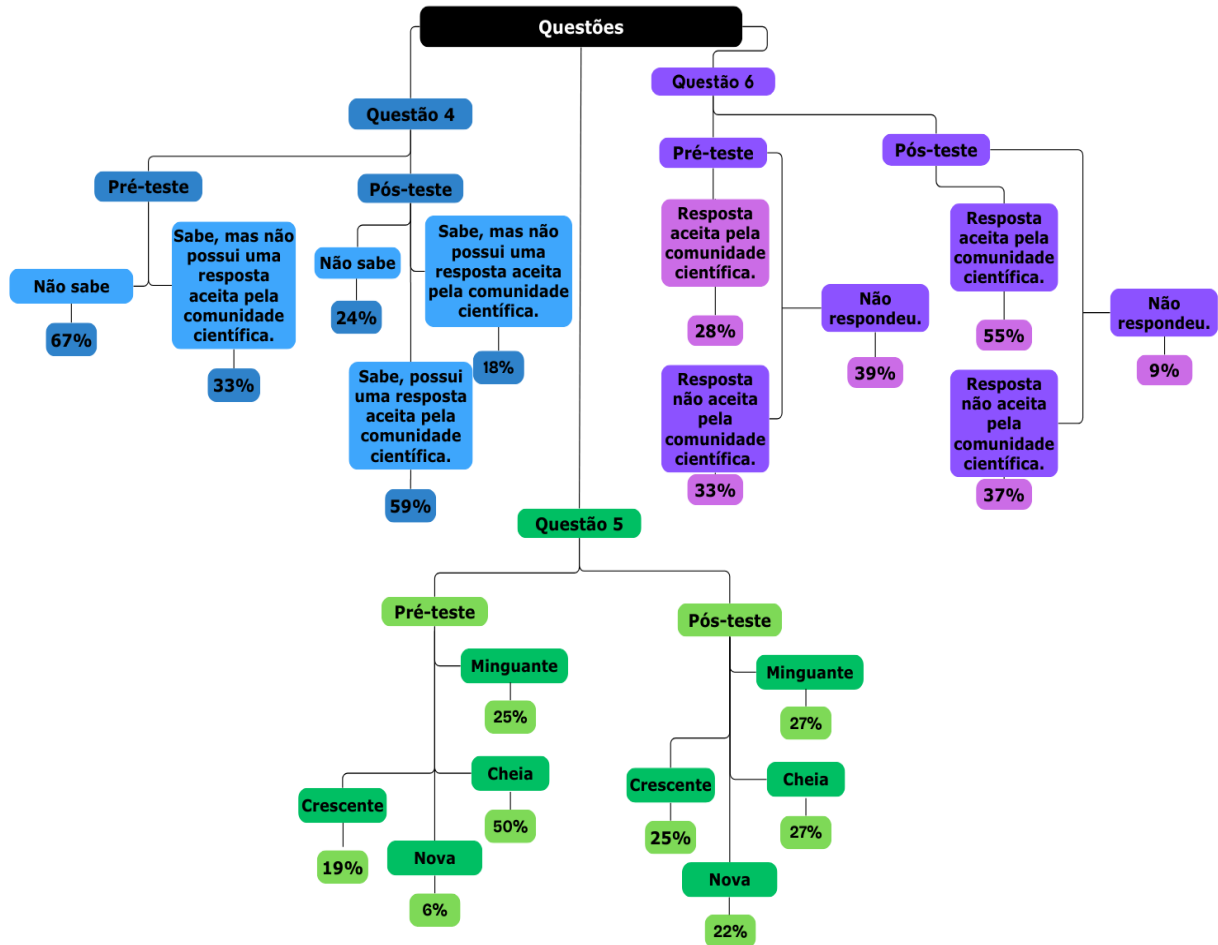 Questões
Questão 4
Pré-teste
Não sabe
67%
Sabe, mas não
possui uma
resposta
aceita pela
comunidade
científica.
33%
Pós-teste
Não sabe
24%
Sabe, mas não
possui uma
resposta aceita
pela comunidade
científica.
18%
Sabe, possui
uma resposta
aceita pela
comunidade
científica.
59%
Questão 6
Pré-teste
Resposta
aceita pela
comunidade
científica.
28%
Não
respondeu.
39%
Resposta
não aceita
pela
comunidade
científica.
33%
Pós-teste
Resposta
aceita pela
comunidade
científica.
55%
Não
respondeu.
9%
Resposta
não aceita
pela
comunidade
científica.
37%
Questão 5
Pré-teste
Minguante
25%
Cheia
50%
Crescente
19%
Nova
6%
Pós-teste
Minguante
27%
Cheia
27%
Crescente
25%
Nova
22%